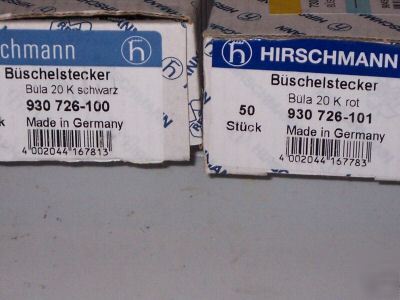 schmann h
Büschelstecker
Büla 20 K schwarz
930 726-100
k Made in Germany
4 002044 167813
h HIRSCHMANN
Büschelstecker
Büla 20 K rot
50 930 726-101
Stück Made in Germany
4 002044 167783